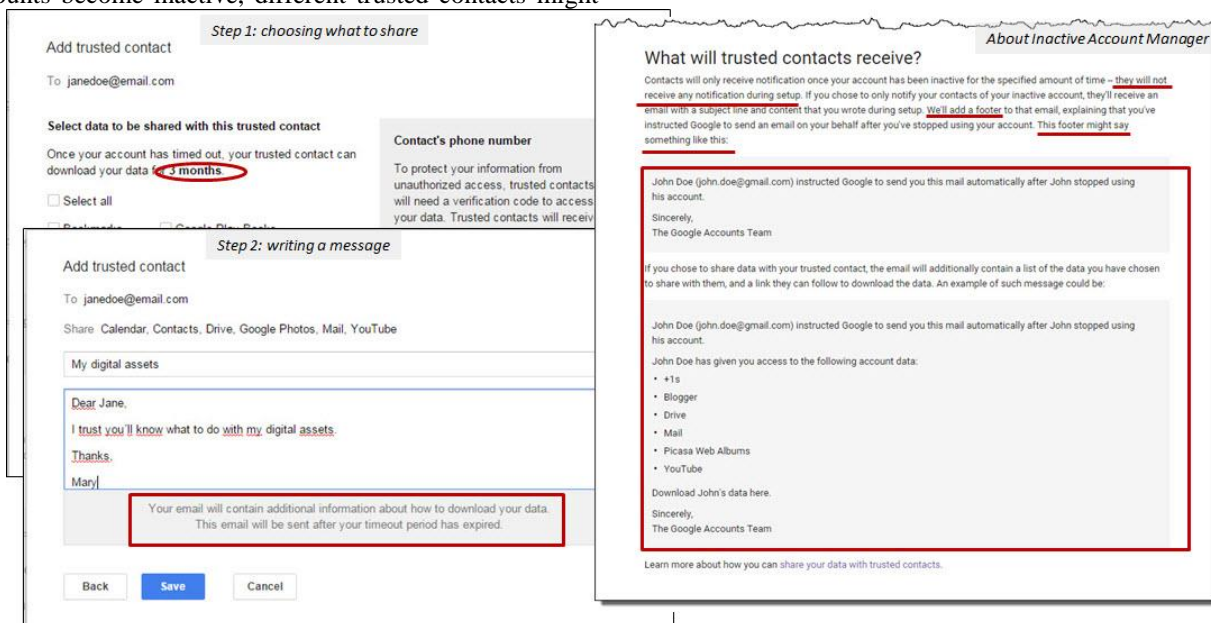 ounts become inactive, different trusted contacts might
Step 1: choosing what to share
Add trusted contact
To janedoe@email.com
Select data to be shared with this trusted contact
Once your account has timed out, your trusted contact can
download your data for 3 months.
Select all
Bookmarks Google Play Books
Contact's phone number
To protect your information from
unauthorized access, trusted contacts
will need a verification code to access
your data. Trusted contacts will receiv
Step 2: writing a message
Add trusted contact
To janedoe@email.com
Share Calendar, Contacts, Drive, Google Photos, Mail, YouTube
My digital assets
Dear Jane,
I trust you'll know what to do with my digital assets.
Thanks,
Mary
Your email will contain additional information about how to download your data.
This email will be sent after your timeout period has expired.
Back Save Cancel
About Inactive Account Manager
What will trusted contacts receive?
Contacts will only receive notification once your account has been inactive for the specified amount of time – they will not
receive any notification during setup. If you chose to only notify your contacts of your inactive account, they'll receive an
email with a subject line and content that you wrote during setup. We'll add a footer to that email, explaining that you've
instructed Google to send an email on your behalf after you've stopped using your account. This footer might say
something like this:
John Doe (john.doe@gmail.com) instructed Google to send you this mail automatically after John stopped using
his account.
Sincerely,
The Google Accounts Team
If you chose to share data with your trusted contact, the email will additionally contain a list of the data you have chosen
to share with them, and a link they can follow to download the data. An example of such message could be:
John Doe (john.doe@gmail.com) instructed Google to send you this mail automatically after John stopped using
his account.
John Doe has given you access to the following account data:
• +1s
• Blogger
• Drive
• Mail
• Picasa Web Albums
• YouTube
Download John's data here.
Sincerely,
The Google Accounts Team
Learn more about how you can share your data with trusted contacts.